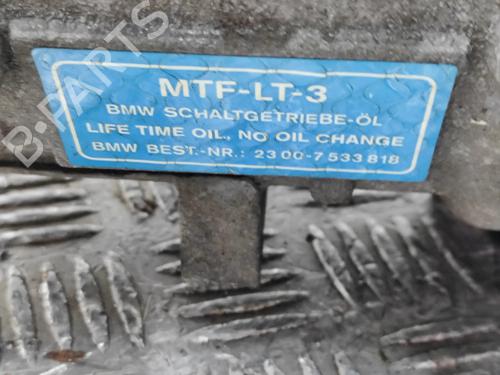 MTF-LT-3
BMW SCHALTGETRIEBE-ÖL
LIFE TIME OIL, NO OIL CHANGE
BMW BEST.-NR.: 23 00-7 533 818